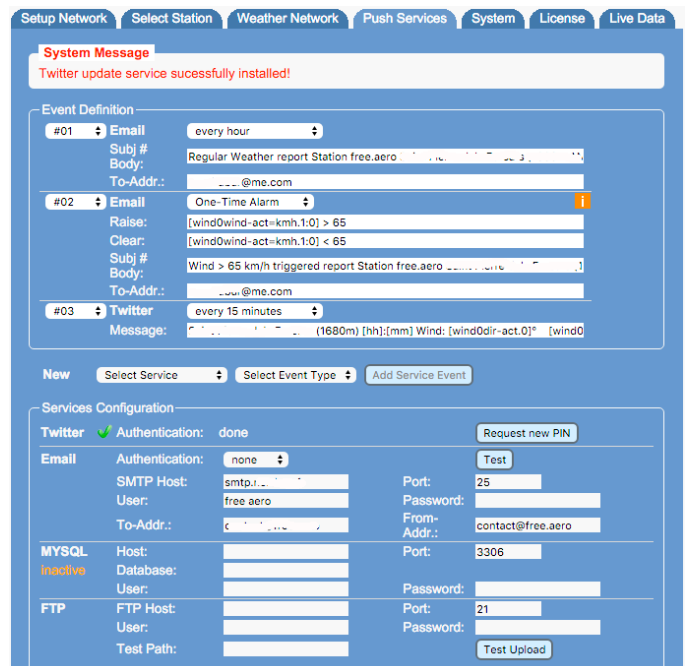 Setup Network Select Station Weather Network Push Services System License Live Data
System Message
Twitter update service sucessfully installed!
Event Definition
#01 Email every hour
Subj # Body: Regular Weather report Station free.aero
To-Addr.: @me.com
#02 Email One-Time Alarm i
Raise: [wind0wind-act=kmh.1:0] > 65
Clear: [wind0wind-act=kmh.1:0] < 65
Subj # Body: Wind > 65 km/h triggered report Station free.aero
To-Addr.: @me.com
#03 Twitter every 15 minutes
Message: (1680m) [hh]:[mm] Wind: [wind0dir-act.0]° [wind0
New Select Service Select Event Type Add Service Event
Services Configuration
Twitter Authentication: done Request new PIN
Email Authentication: none Test
SMTP Host: smtp. Port: 25
User: free aero Password:
To-Addr.: From-Addr.: contact@free.aero
MYSQL Host: Port: 3306
inactive Database:
User: Password:
FTP FTP Host: Port: 21
User: Password:
Test Path: Test Upload